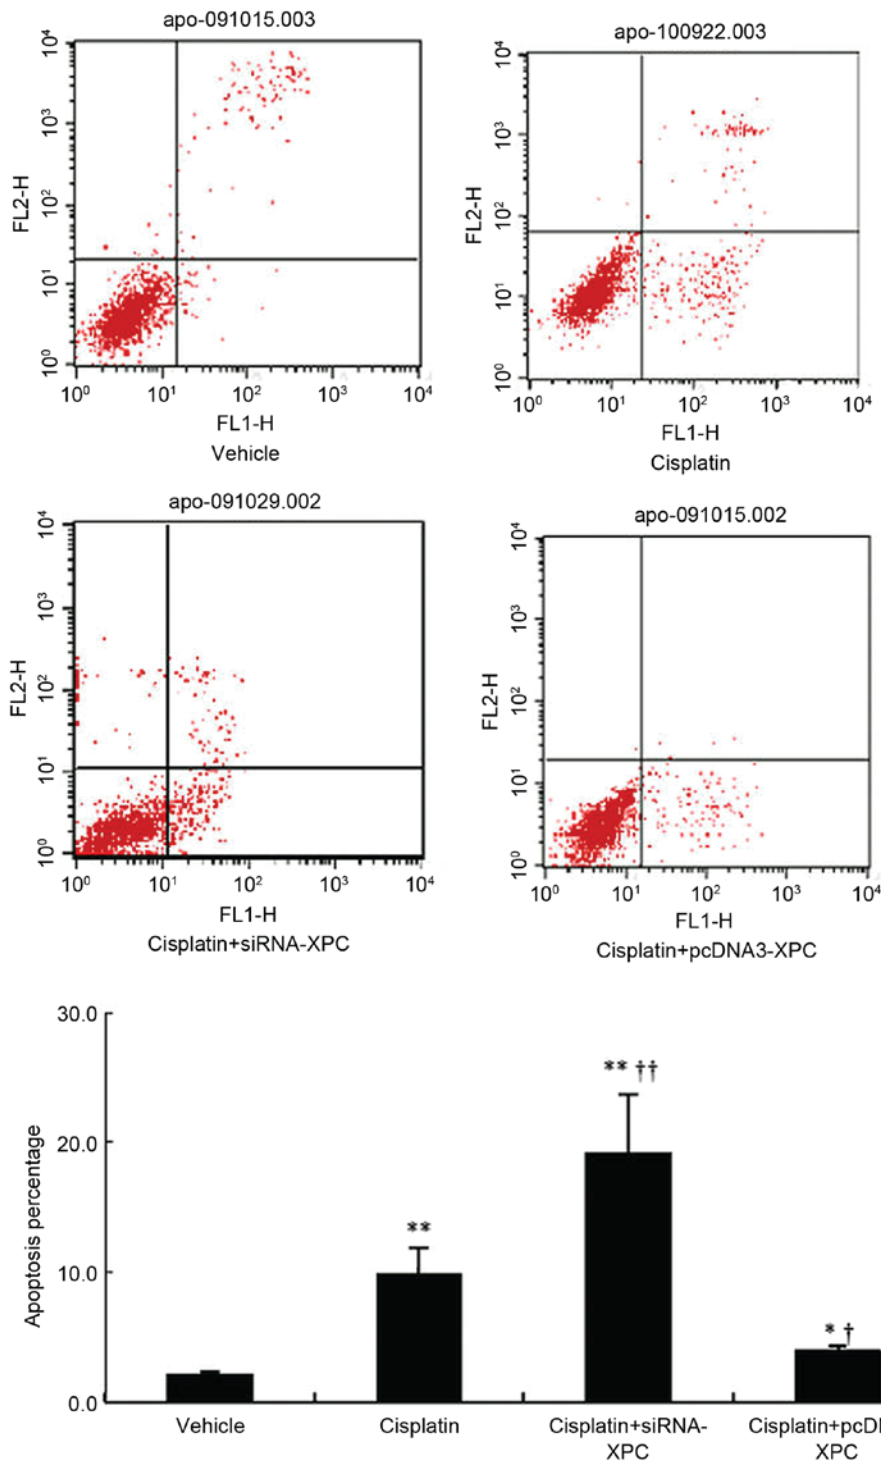 apo-091015.003
apo-100922.003
10⁴
10³
10²
10¹
10⁰
FL2-H
10⁰ 10¹ 10² 10³ 10⁴
FL1-H
Vehicle
10⁴
10³
10²
10¹
10⁰
FL2-H
10⁰ 10¹ 10² 10³ 10⁴
FL1-H
Cisplatin
apo-091029.002
apo-091015.002
10⁴
10³
10²
10¹
10⁰
FL2-H
10⁰ 10¹ 10² 10³ 10⁴
FL1-H
Cisplatin+siRNA-XPC
10⁴
10³
10²
10¹
10⁰
FL2-H
10⁰ 10¹ 10² 10³ 10⁴
FL1-H
Cisplatin+pcDNA3-XPC
30.0
20.0
10.0
0.0
Apoptosis percentage
**
** ††
* †
Vehicle
Cisplatin
Cisplatin+siRNA-
XPC
Cisplatin+pcD
XPC